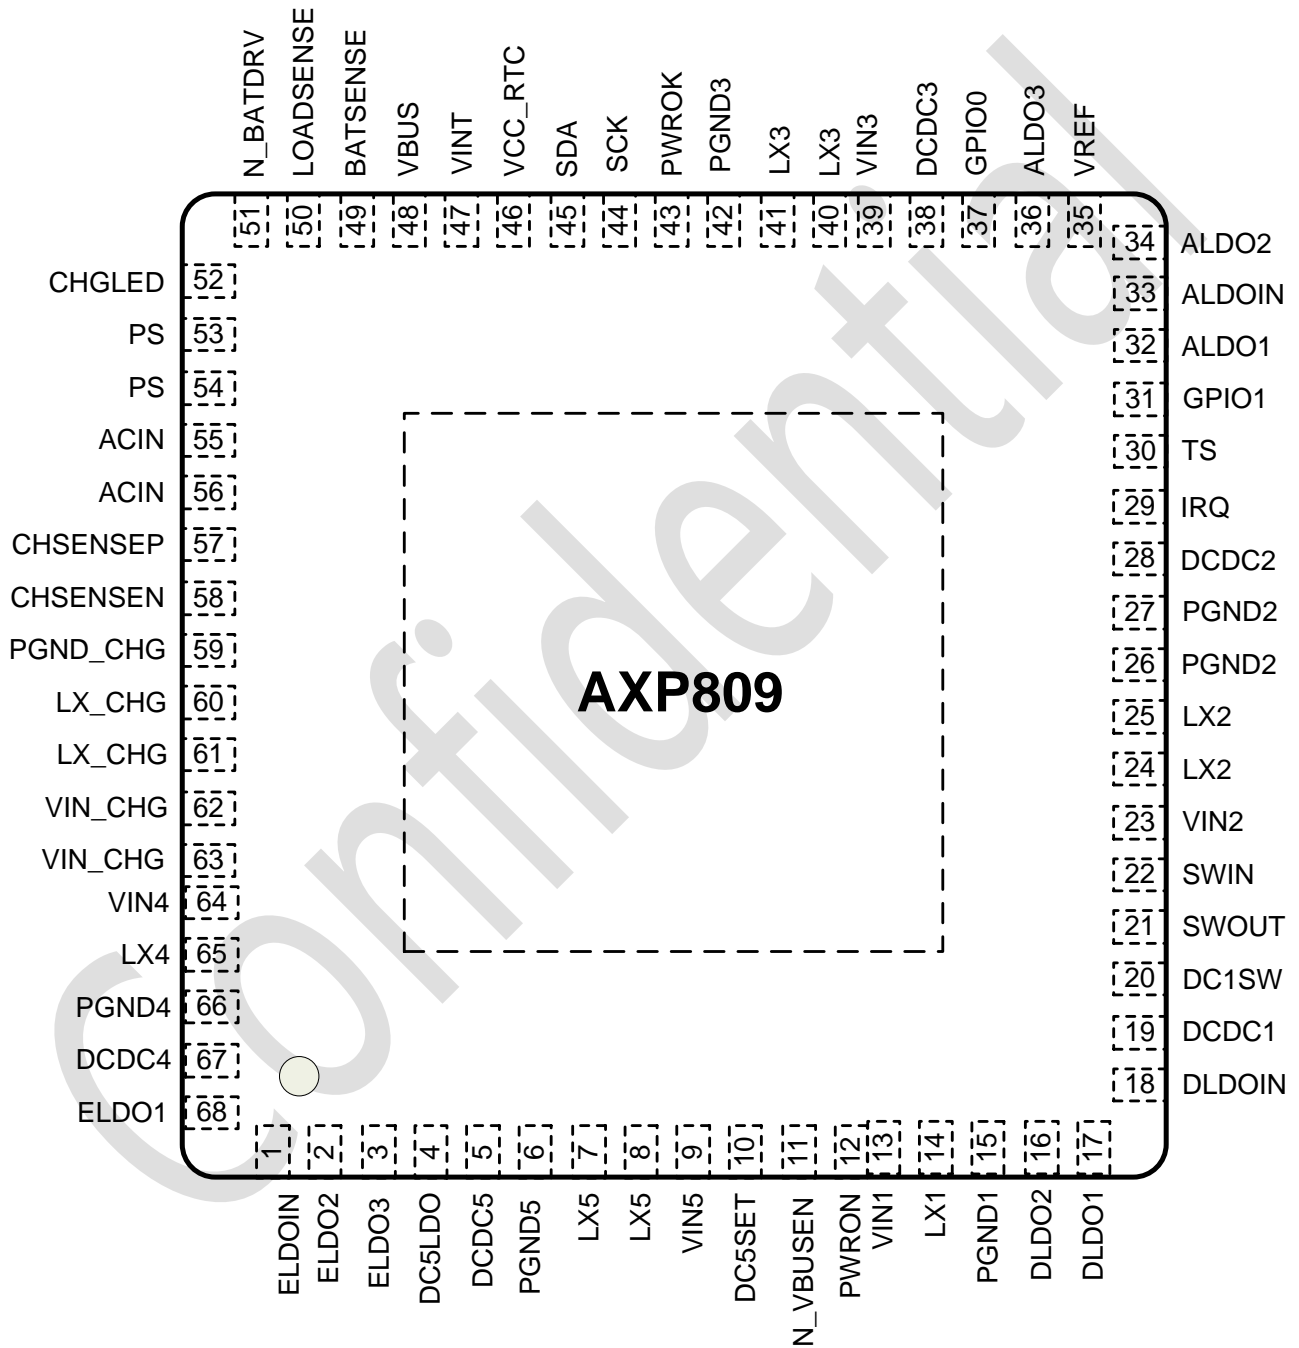 N_BATDRV
LOADSENSE
BATSENSE
VBUS
VINT
VCC_RTC
SDA
SCK
PWROK
PGND3
LX3
LX3
VIN3
DCDC3
GPIO0
ALDO3
VREF
51
50
49
48
47
46
45
44
43
42
41
40
39
38
37
36
35
CHGLED 52
PS 53
PS 54
ACIN 55
ACIN 56
CHSENSEP 57
CHSENSEN 58
PGND_CHG 59
LX_CHG 60
LX_CHG 61
VIN_CHG 62
VIN_CHG 63
VIN4 64
LX4 65
PGND4 66
DCDC4 67
ELDO1 68
AXP809
Confidential
34 ALDO2
33 ALDOIN
32 ALDO1
31 GPIO1
30 TS
29 IRQ
28 DCDC2
27 PGND2
26 PGND2
25 LX2
24 LX2
23 VIN2
22 SWIN
21 SWOUT
20 DC1SW
19 DCDC1
18 DLDOIN
1
2
3
4
5
6
7
8
9
10
11
12
13
14
15
16
17
ELDOIN
ELDO2
ELDO3
DC5LDO
DCDC5
PGND5
LX5
LX5
VIN5
DC5SET
N_VBUSEN
PWRON
VIN1
LX1
PGND1
DLDO2
DLDO1